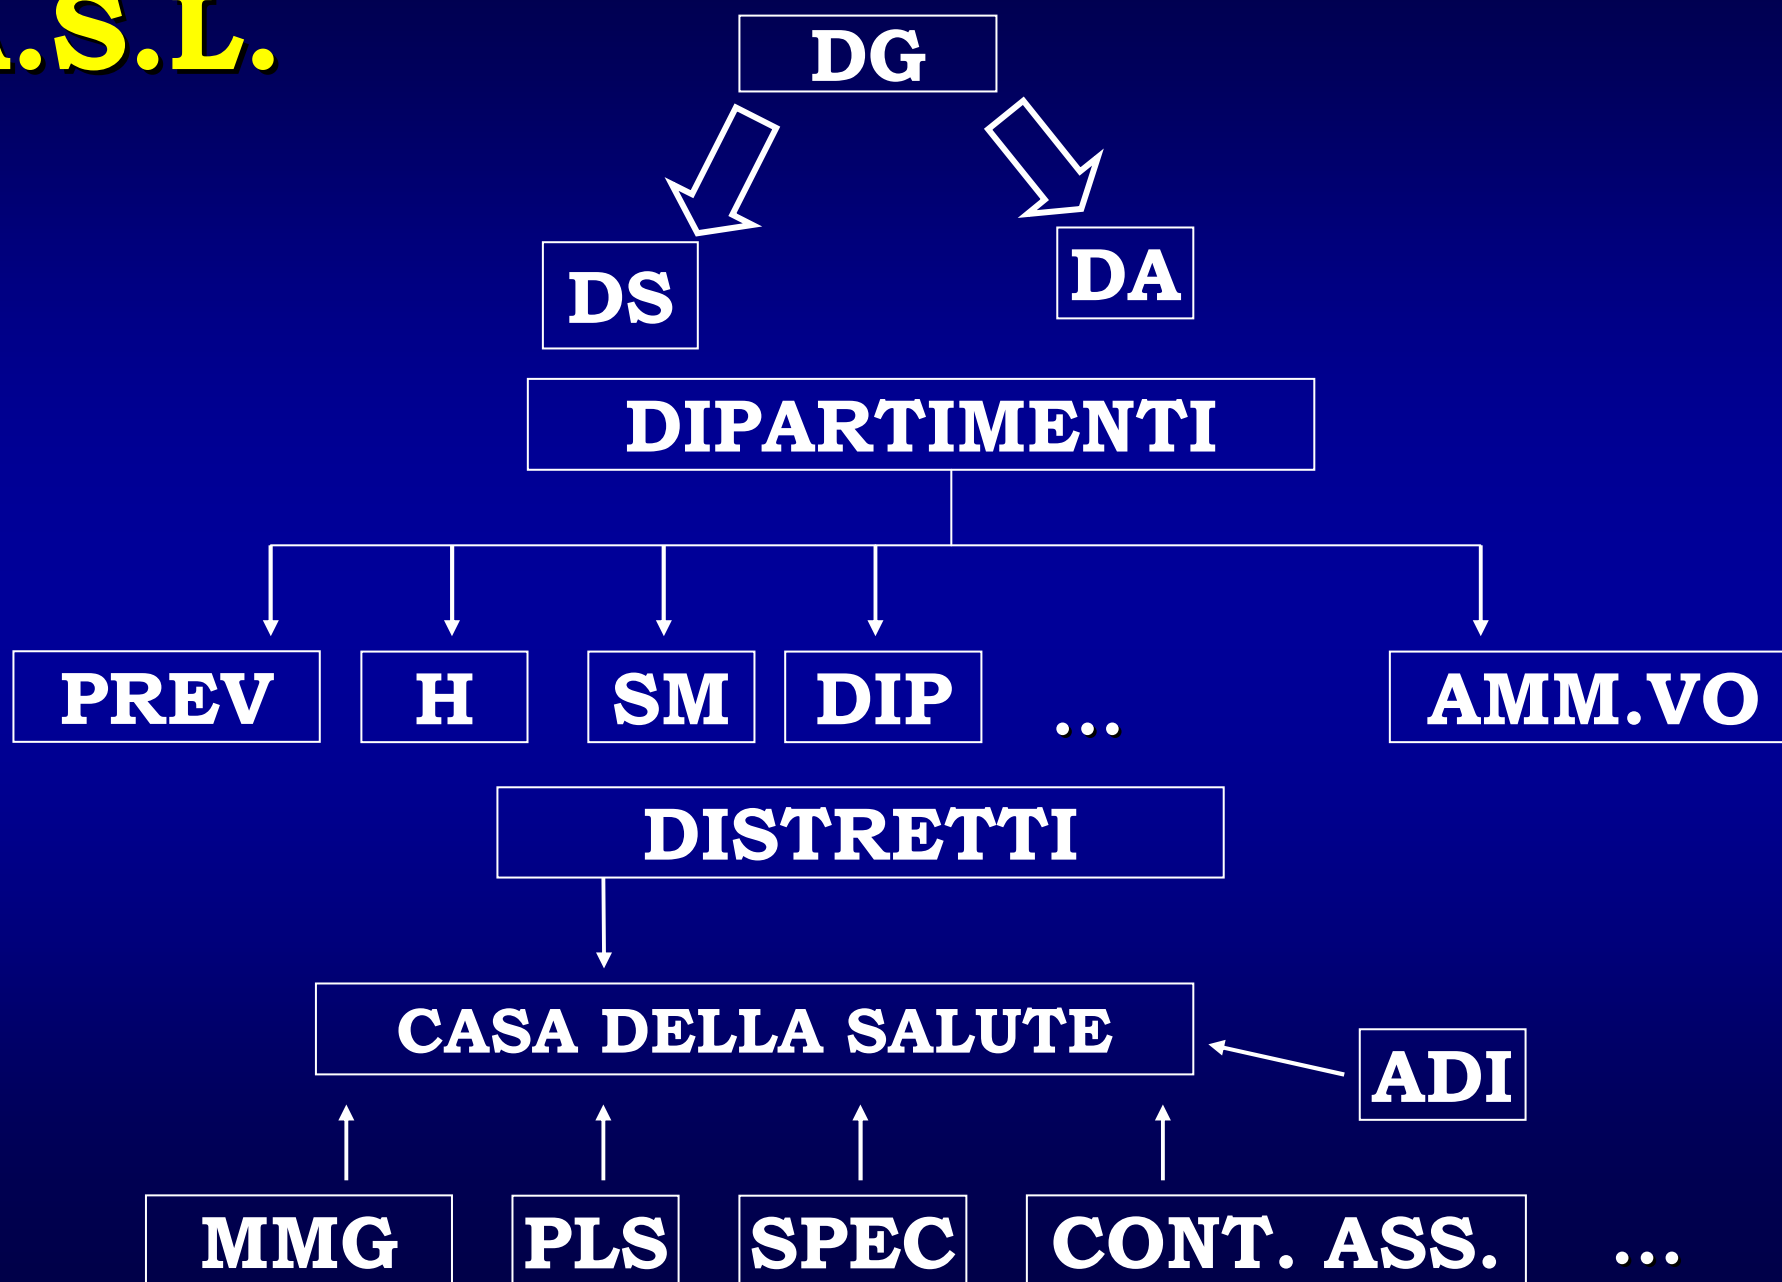 A.S.L.
DG
DS
DA
DIPARTIMENTI
PREV H SM DIP ... AMM.VO
DISTRETTI
CASA DELLA SALUTE
ADI
MMG PLS SPEC CONT. ASS. ...